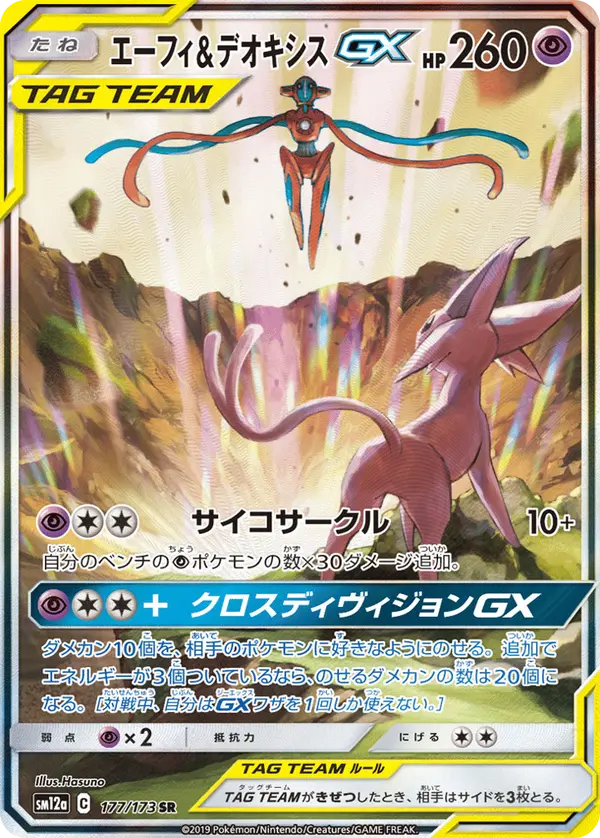 たね エーフィ&デオキシスGX HP260
TAG TEAM
サイコサークル 10+
自分のベンチのポケモンの数×30ダメージ追加。
+ クロスディヴィジョンGX
ダメカン10個を、相手のポケモンに好きなようにのせる。追加で
エネルギーが3個ついているなら、のせるダメカンの数は20個に
なる。[対戦中、自分はGXワザを1回しか使えない。]
弱点 ×2 抵抗力 にげる
Illus.Hasuno
TAG TEAM ルール
sm12a C 177/173 SR
TAG TEAMがきぜつしたとき、相手はサイドを3枚とる。
©2019 Pokémon/Nintendo/Creatures/GAME FREAK.